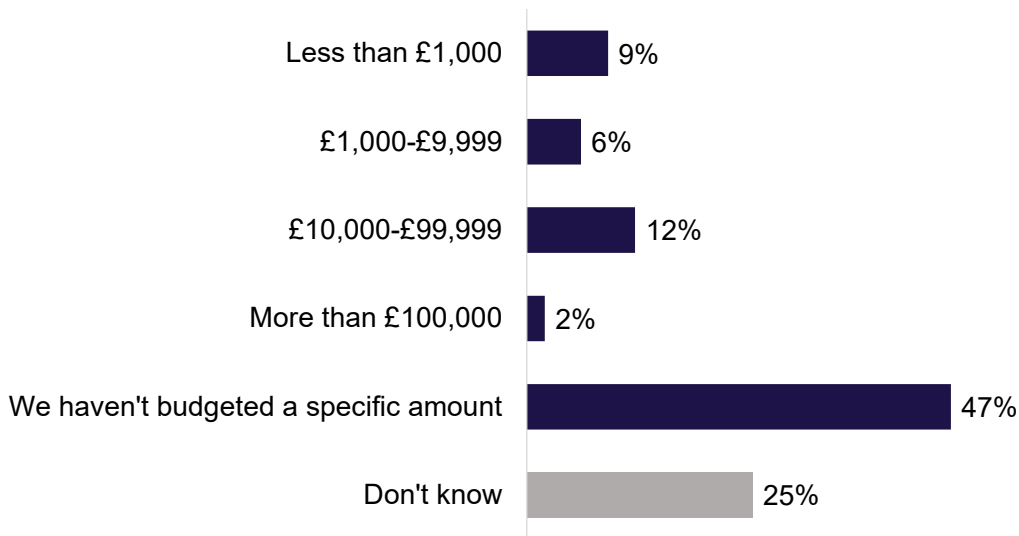 Less than £1,000 9%
£1,000-£9,999 6%
£10,000-£99,999 12%
More than £100,000 2%
We haven't budgeted a specific amount 47%
Don't know 25%